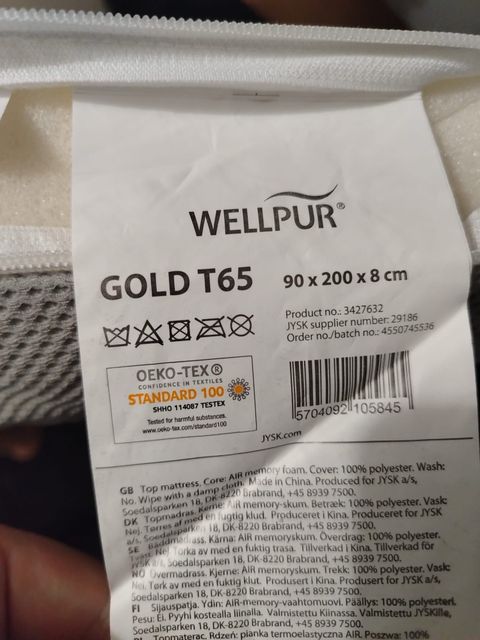 WELLPUR®
GOLD T65
90 x 200 x 8 cm
Product no.: 3427632
JYSK supplier number: 29186
Order no./batch no.: 4550745536
OEKO-TEX®
CONFIDENCE IN TEXTILES
STANDARD 100
SHHO 114087 TESTEX
Tested for harmful substances.
www.oeko-tex.com/standard100
5704092 105845
JYSK.com
GB Top mattress. Core: AIR memory foam. Cover: 100% polyester. Wash:
No. Wipe with a damp cloth. Made in China. Produced for JYSK a/s,
Soedalsparken 18, DK-8220 Brabrand, +45 8939 7500.
DK Topmadras. Kerne: AIR memory-skum. Betræk: 100% polyester. Vask:
Nej. Tørres af med en fugtig klud. Produceret i Kina. Produceret for JYSK
a/s, Soedalsparken 18, DK-8220 Brabrand, +45 8939 7500.
SE Bäddmadrass. Kärna: AIR memoryskum. Överdrag: 100% polyester.
Tvätt: Nej. Torka av med en fuktig trasa. Tillverkad i Kina. Tillverkad för
JYSK a/s, Soedalsparken 18, DK-8220 Brabrand, +45 8939 7500.
NO Overmadrass. Kjerne: AIR memoryskum. Trekk: 100% polyester. Vask:
Nei. Tørk av med en fuktig klut. Produsert i Kina. Produsert for JYSK a/s,
Soedalsparken 18, DK-8220 Brabrand, +45 8939 7500.
FI Sijauspatja. Ydin: AIR-memory-vaahtomuovi. Päällys: 100% polyesteri.
Pesu: Ei. Pyyhi kostealla liinalla. Valmistettu Kiinassa. Valmistettu JYSKille,
Soedalsparken 18, DK-8220 Brabrand, +45 8939 7500.
PL Topmaterac. Rdzeń: pianka termoelastyczna AIR. Poszwa: 100%